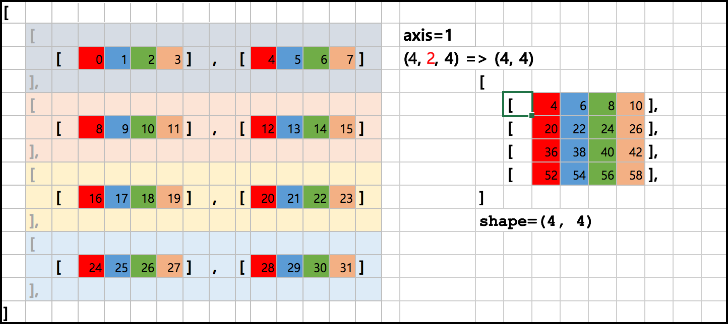 [
[ axis=1
[ 0 1 2 3 ] , [ 4 5 6 7 ] (4, 2, 4) => (4, 4)
], [
[ [ 4 6 8 10 ],
[ 8 9 10 11 ] , [ 12 13 14 15 ] [ 20 22 24 26 ],
], [ 36 38 40 42 ],
[ [ 52 54 56 58 ],
[ 16 17 18 19 ] , [ 20 21 22 23 ] ]
], shape=(4, 4)
[
[ 24 25 26 27 ] , [ 28 29 30 31 ]
],
]